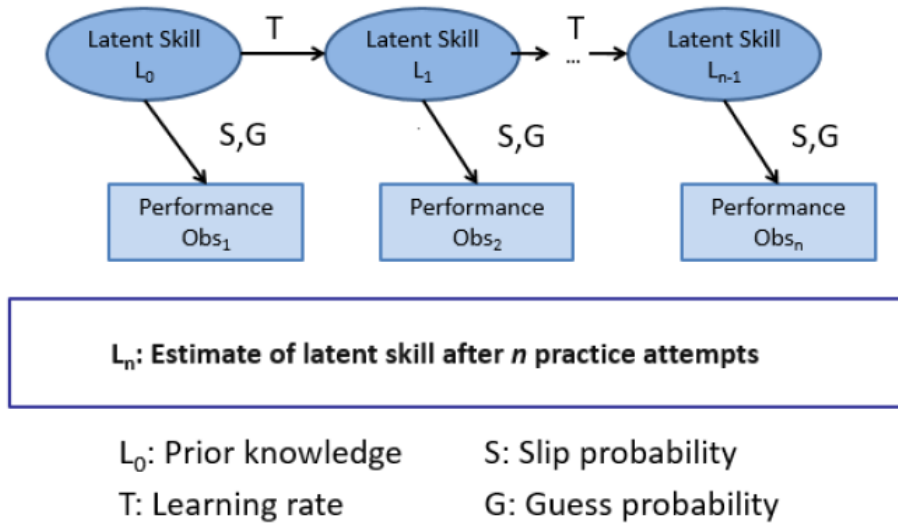 T
T
Latent Skill
L₀
Latent Skill
L₁
...
Latent Skill
Lₙ₋₁
S,G
S,G
S,G
Performance
Obs₁
Performance
Obs₂
Performance
Obsₙ
Lₙ: Estimate of latent skill after n practice attempts
L₀: Prior knowledge
S: Slip probability
T: Learning rate
G: Guess probability